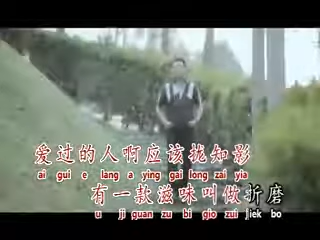 爱过的人啊应该拢知影
ai gui e lang a ying gai long zai yia
有一款滋味叫做折磨
u ji guan zu bi gio zui jiek bo